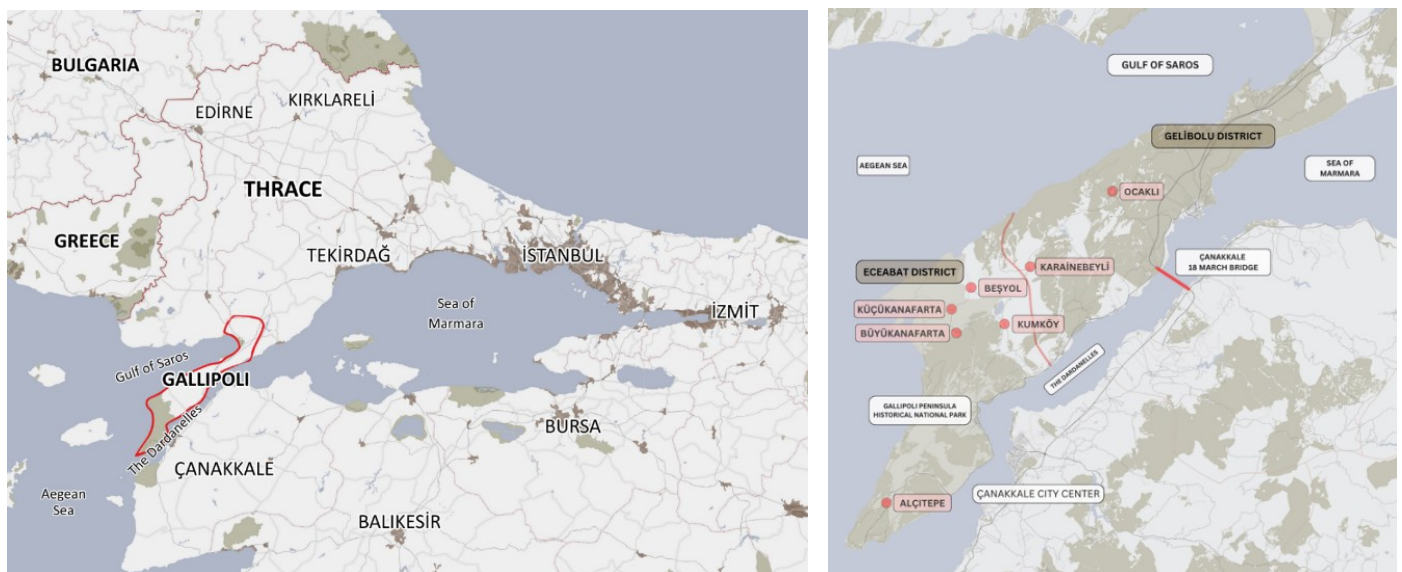 BULGARIA
EDİRNE
KIRKLARELİ
THRACE
GREECE
TEKİRDAĞ
İSTANBUL
Sea of
Marmara
İZMİT
Gulf of Saros
GALLIPOLI
The Dardanelles
BURSA
ÇANAKKALE
Aegean
Sea
BALIKESİR
GULF OF SAROS
GELİBOLU DISTRICT
AEGEAN SEA
SEA OF
MARMARA
OCAKLI
ÇANAKKALE
18 MARCH BRIDGE
ECEABAT DISTRICT
KARAİNEBEYLİ
BEŞYOL
KÜÇÜKANAFARTA
KUMKÖY
BÜYÜKANAFARTA
THE DARDANELLES
GALLIPOLI PENINSULA
HISTORICAL NATIONAL PARK
ÇANAKKALE CITY CENTER
ALÇITEPE